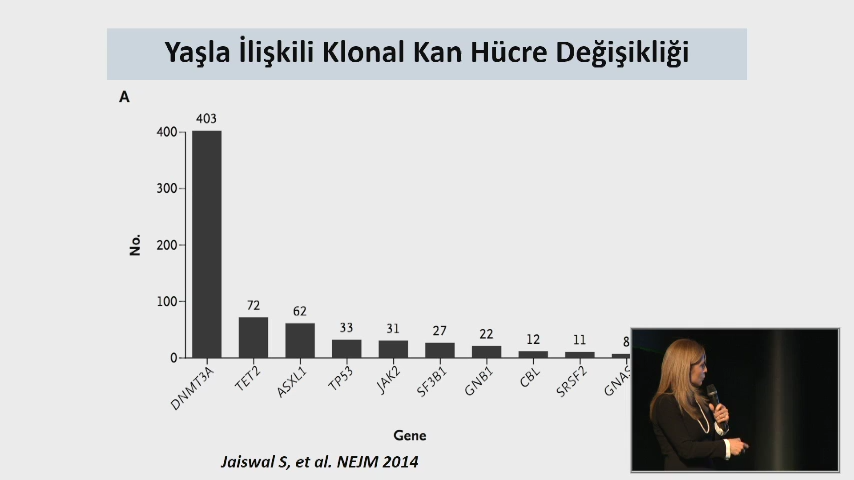 Yaşla İlişkili Klonal Kan Hücre Değişikliği
A
403
400
300
200
100
0
No.
72
62
33
31
27
22
12
11
8
DNMT3A
TET2
ASXL1
TP53
JAK2
SF3B1
GNB1
CBL
SRSF2
GNAS
Gene
Jaiswal S, et al. NEJM 2014